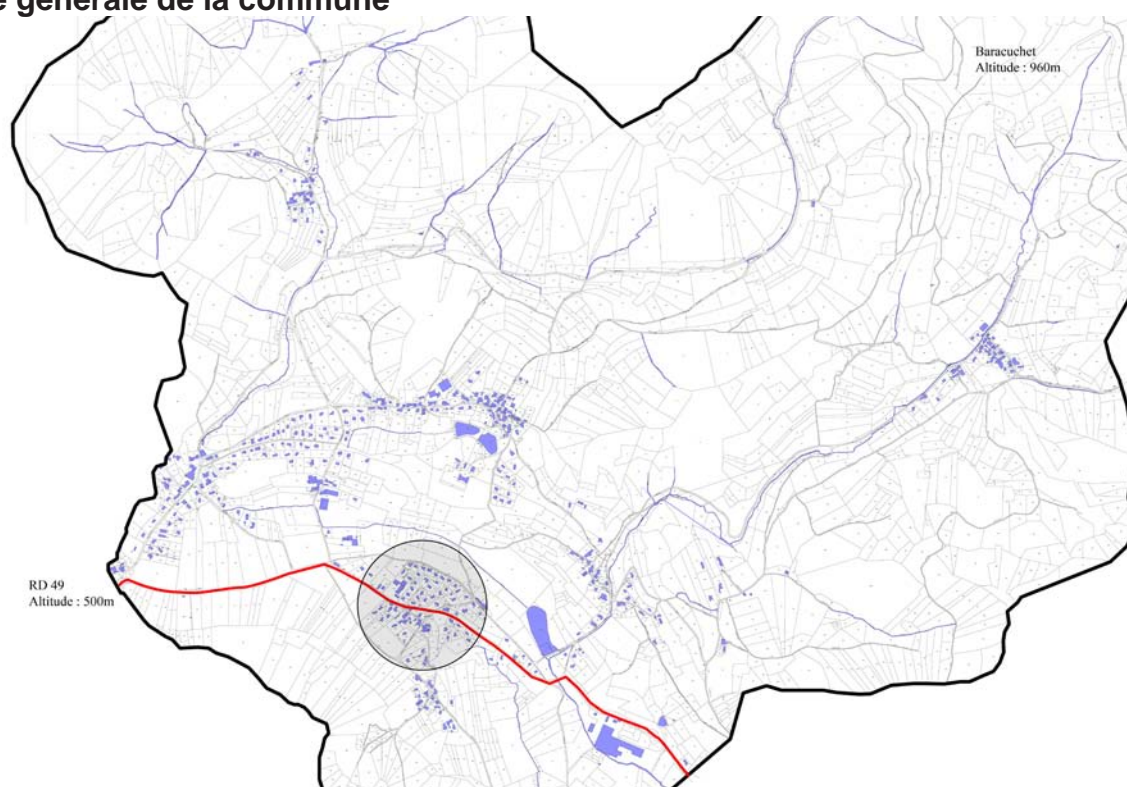 générale de la commune
Baracuchet
Altitude : 960m
RD 49
Altitude : 500m